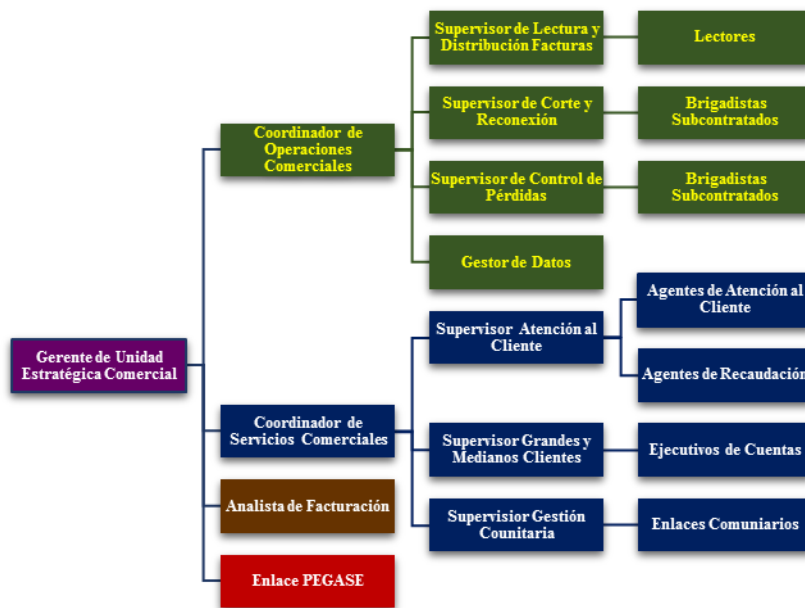 Supervisor de Lectura y
Distribución Facturas
Lectores
Supervisor de Corte y
Reconexión
Brigadistas
Subcontratados
Coordinador de
Operaciones
Comerciales
Supervisor de Control de
Pérdidas
Brigadistas
Subcontratados
Gestor de Datos
Agentes de Atención al
Cliente
Supervisor Atención al
Cliente
Gerente de Unidad
Estratégica Comercial
Agentes de Recaudación
Coordinador de
Servicios Comerciales
Supervisor Grandes y
Medianos Clientes
Ejecutivos de Cuentas
Analista de Facturación
Supervisior Gestión
Counitaria
Enlaces Comuniarios
Enlace PEGASE